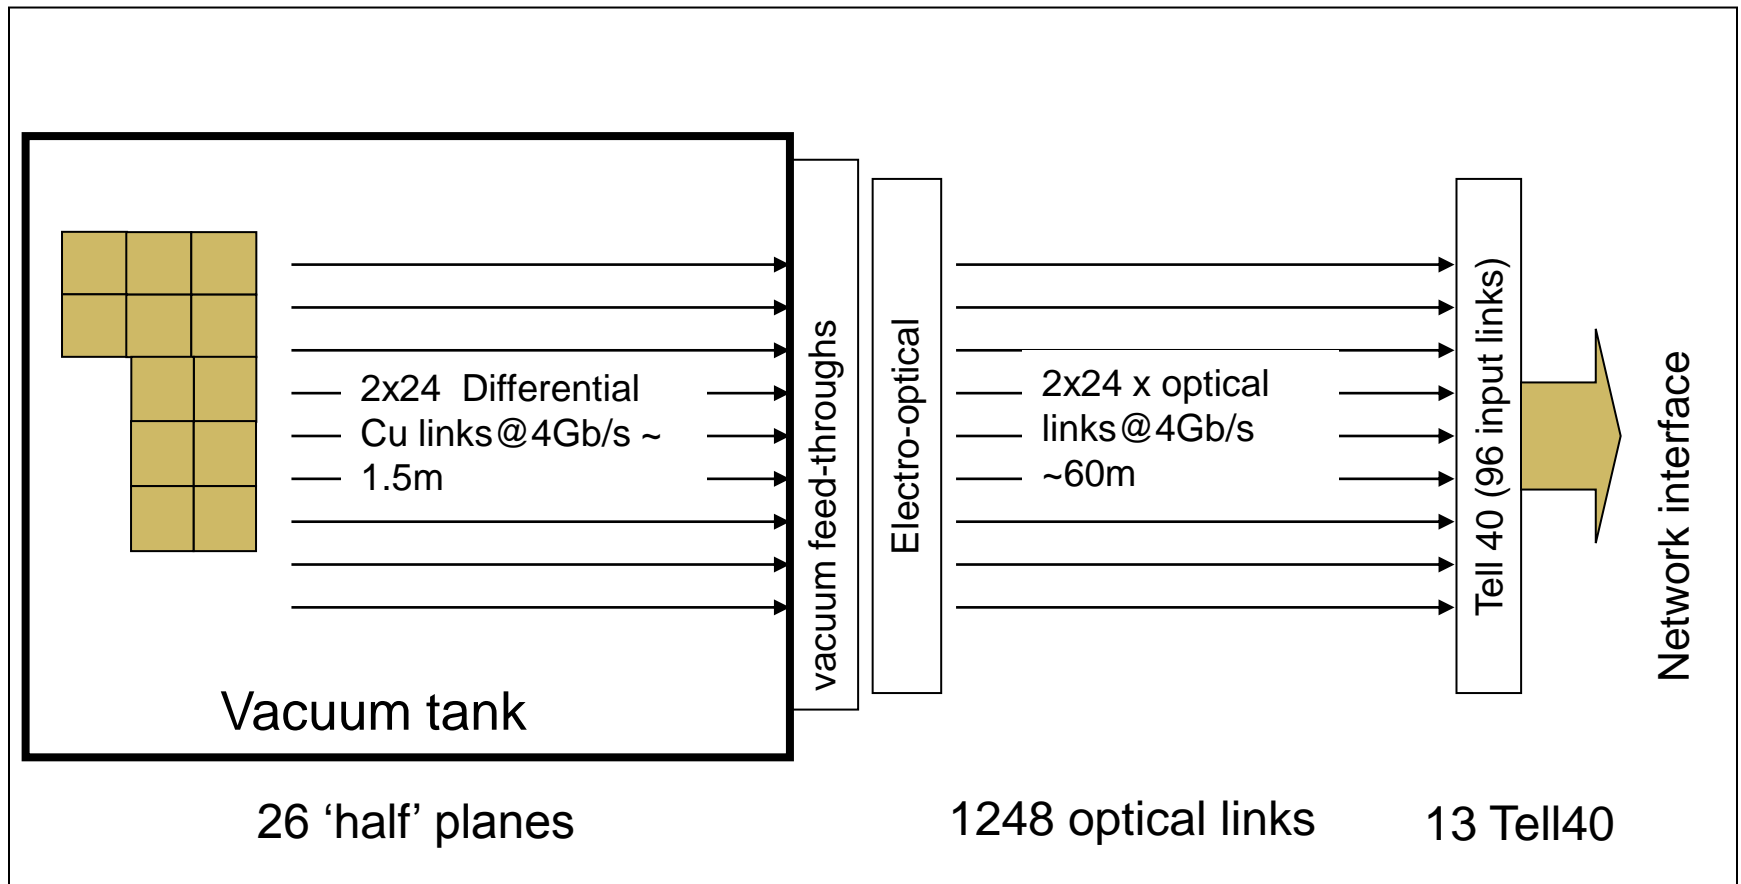 2x24  Differential
Cu links@4Gb/s ~
1.5m
Vacuum tank
vacuum feed-throughs
Electro-optical
2x24 x optical
links@4Gb/s
~60m
Tell 40 (96 input links)
Network interface
26 ‘half’ planes
1248 optical links
13 Tell40